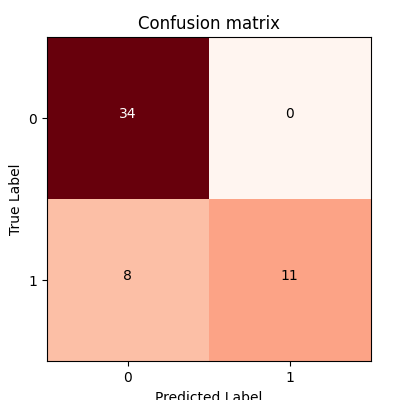 Confusion matrix
True Label
0
34
0
1
8
11
0
1
Predicted Label